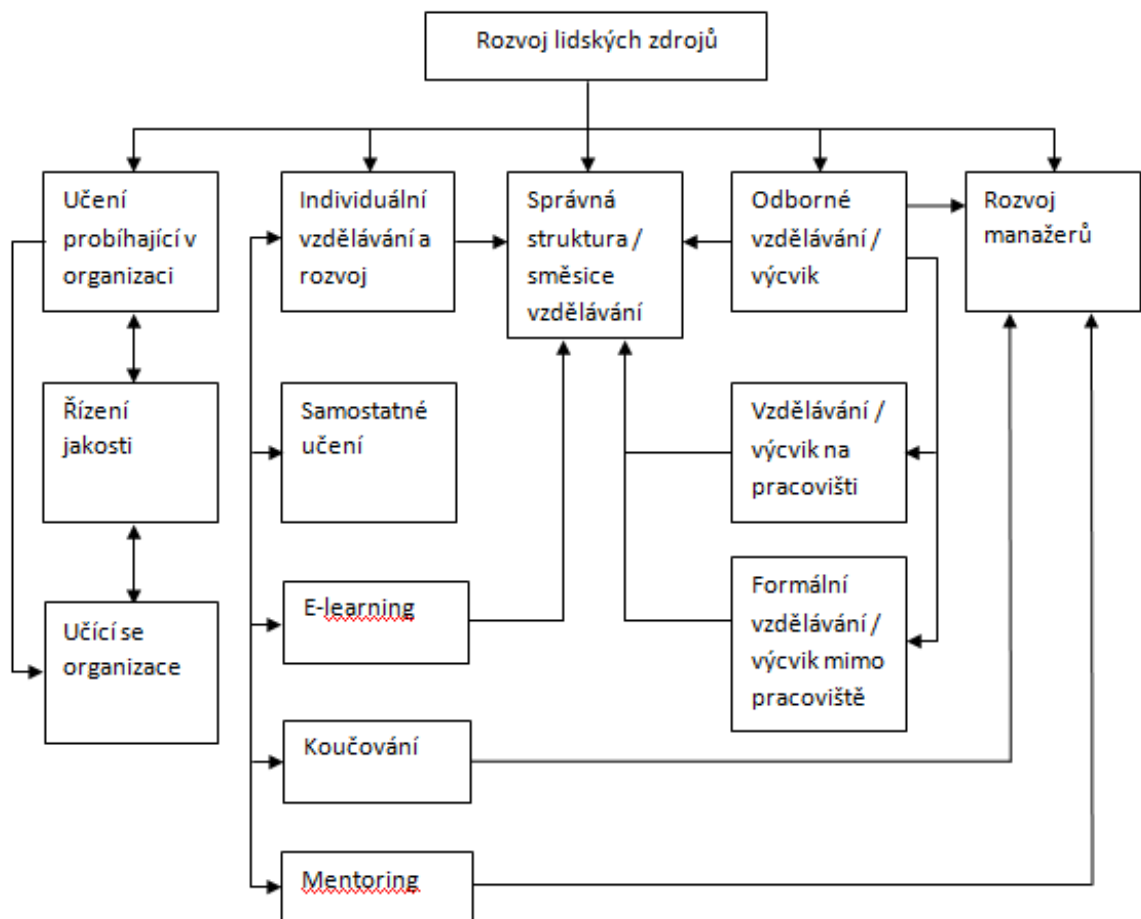 Rozvoj lidských zdrojů
Učení
probíhající v
organizaci
Individuální
vzdělávání a
rozvoj
Správná
struktura /
směsice
vzdělávání
Odborné
vzdělávání /
výcvik
Rozvoj
manažerů
Řízení
jakosti
Samostatné
učení
Vzdělávání /
výcvik na
pracovišti
Učící se
organizace
E-learning
Formální
vzdělávání /
výcvik mimo
pracoviště
Koučování
Mentoring